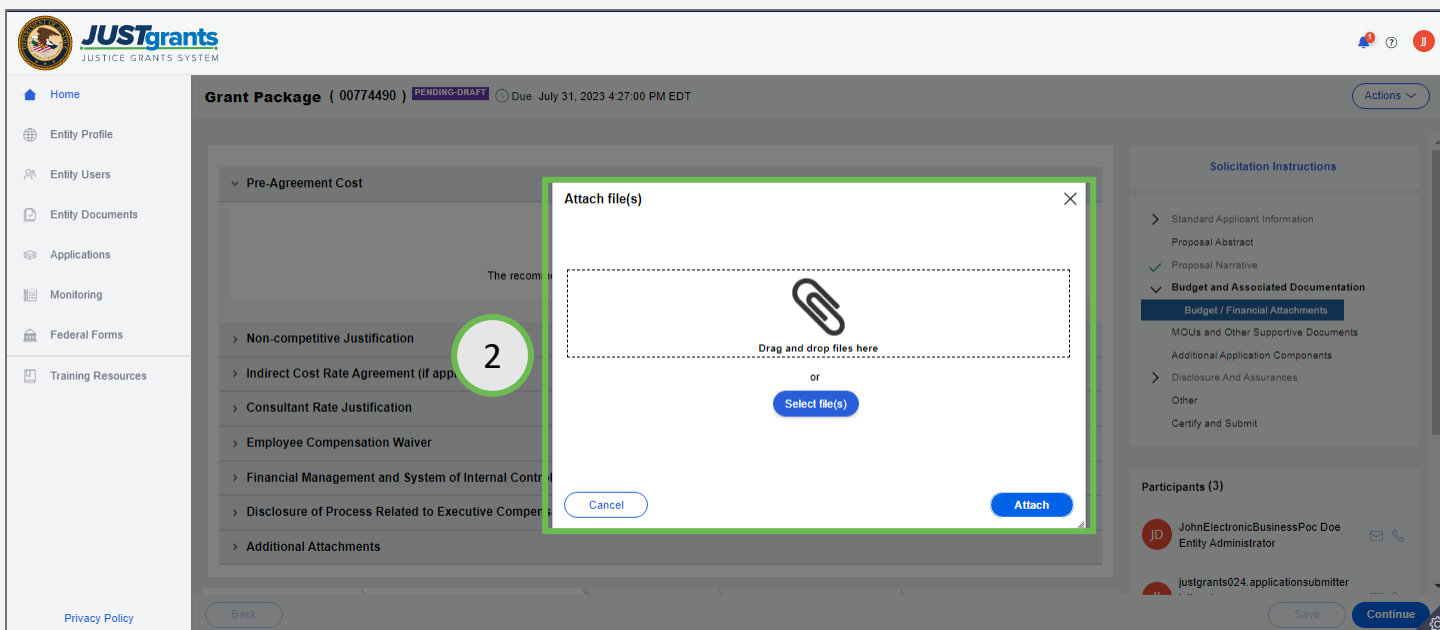 JUSTgrants
JUSTICE GRANTS SYSTEM
1
?
JJ
Home
Entity Profile
Entity Users
Entity Documents
Applications
Monitoring
Federal Forms
Training Resources
Privacy Policy
Grant Package ( 00774490 ) PENDING-DRAFT Due July 31, 2023 4:27:00 PM EDT
Actions
Pre-Agreement Cost
The recomm
Non-competitive Justification
Indirect Cost Rate Agreement (if app
Consultant Rate Justification
Employee Compensation Waiver
Financial Management and System of Internal Contro
Disclosure of Process Related to Executive Compens
Additional Attachments
2
Attach file(s)
Drag and drop files here
or
Select file(s)
Cancel
Attach
Solicitation Instructions
Standard Applicant Information
Proposal Abstract
Proposal Narrative
Budget and Associated Documentation
Budget / Financial Attachments
MOUs and Other Supportive Documents
Additional Application Components
Disclosure And Assurances
Other
Certify and Submit
Participants (3)
JD
JohnElectronicBusinessPoc Doe
Entity Administrator
justgrants024.applicationsubmitter
Back
Save
Continue